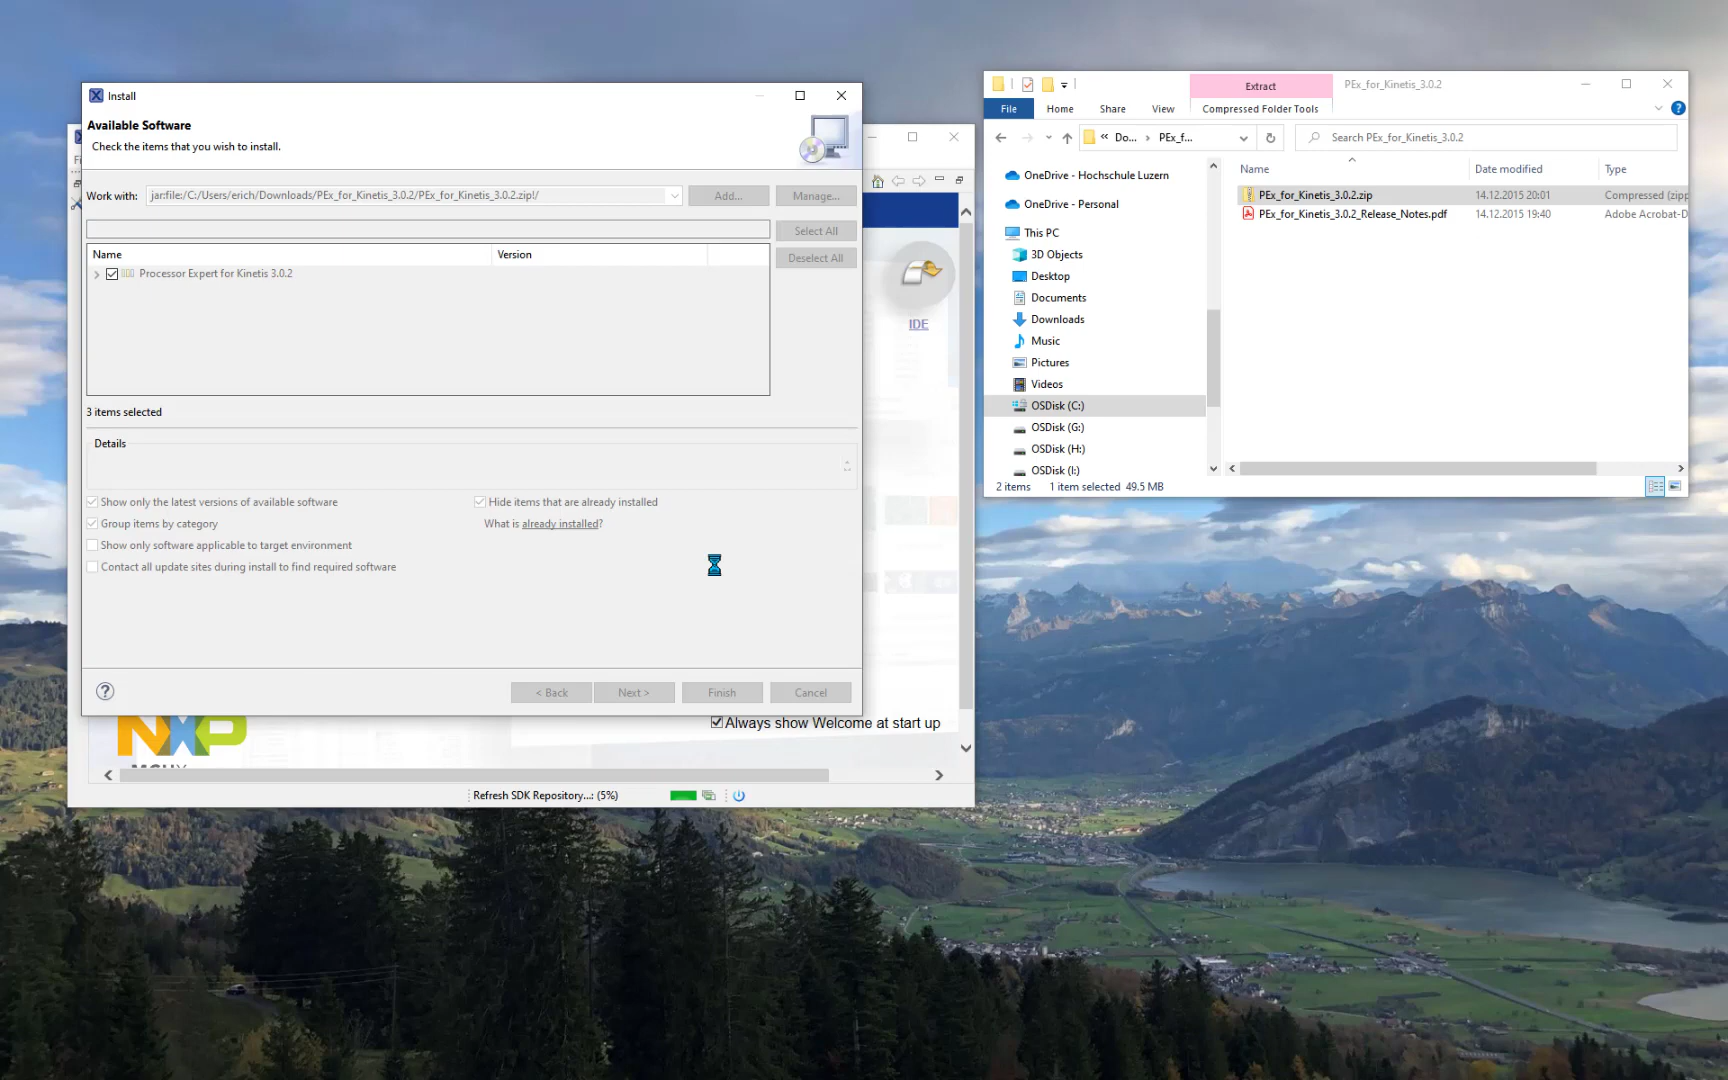 Install
Available Software
Check the items that you wish to install.
Work with:
jar:file:/C:/Users/erich/Downloads/PEx_for_Kinetis_3.0.2/PEx_for_Kinetis_3.0.2.zip!/
Add...
Manage...
Select All
Deselect All
Name
Version
Processor Expert for Kinetis 3.0.2
3 items selected
Details
Show only the latest versions of available software
Hide items that are already installed
Group items by category
What is already installed?
Show only software applicable to target environment
Contact all update sites during install to find required software
< Back
Next >
Finish
Cancel
IDE
NXP
Always show Welcome at start up
Refresh SDK Repository...: (5%)
Extract
PEx_for_Kinetis_3.0.2
File
Home
Share
View
Compressed Folder Tools
« Do... › PEx_f...
Search PEx_for_Kinetis_3.0.2
OneDrive - Hochschule Luzern
OneDrive - Personal
This PC
3D Objects
Desktop
Documents
Downloads
Music
Pictures
Videos
OSDisk (C:)
OSDisk (G:)
OSDisk (H:)
OSDisk (I:)
Name
Date modified
Type
PEx_for_Kinetis_3.0.2.zip
14.12.2015 20:01
Compressed (zipp
PEx_for_Kinetis_3.0.2_Release_Notes.pdf
14.12.2015 19:40
Adobe Acrobat-D
2 items
1 item selected 49.5 MB